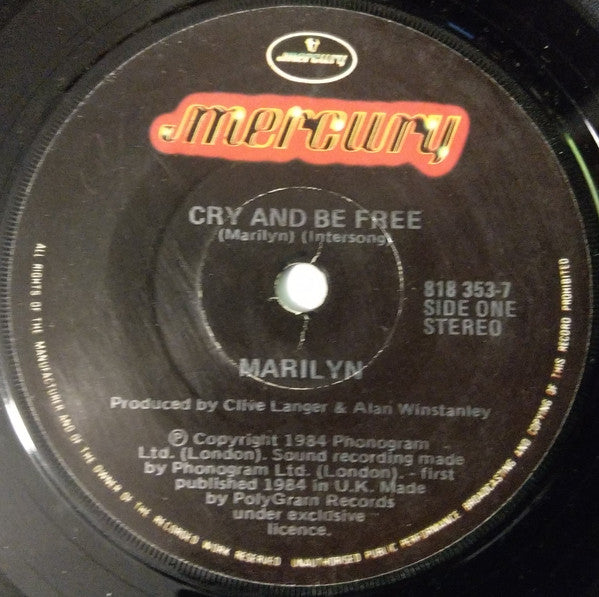 mercury
mercury
CRY AND BE FREE
(Marilyn) (Intersong)
818 353-7
SIDE ONE
STEREO
MARILYN
Produced by Clive Langer & Alan Winstanley
℗ Copyright 1984 Phonogram
Ltd. (London). Sound recording made
by Phonogram Ltd. (London). - first
published 1984 in U.K. Made
by PolyGram Records
under exclusive
licence.
ALL RIGHTS OF THE MANUFACTURER AND OF THE OWNER OF THE RECORDED WORK RESERVED UNAUTHORISED PUBLIC PERFORMANCE BROADCASTING AND COPYING OF THIS RECORD PROHIBITED